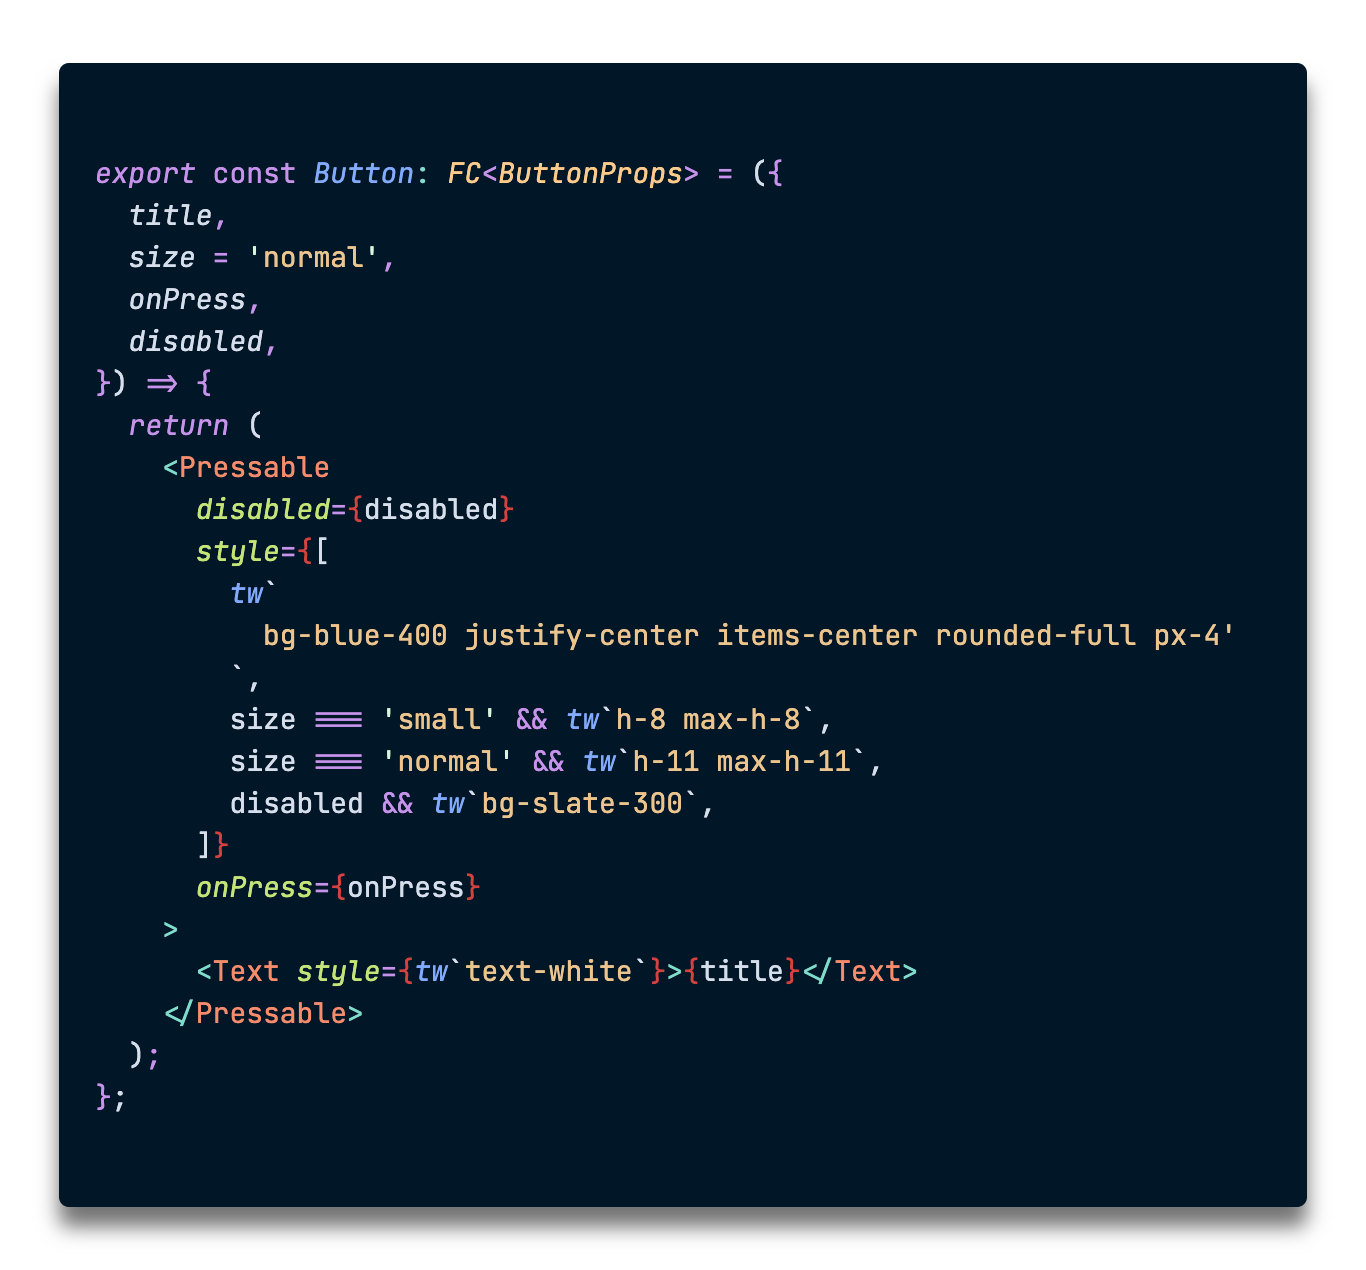 export const Button: FC<ButtonProps> = ({
  title,
  size = 'normal',
  onPress,
  disabled,
}) => {
  return (
    <Pressable
      disabled={disabled}
      style={[
        tw`
          bg-blue-400 justify-center items-center rounded-full px-4'
        `,
        size === 'small' && tw`h-8 max-h-8`,
        size === 'normal' && tw`h-11 max-h-11`,
        disabled && tw`bg-slate-300`,
      ]}
      onPress={onPress}
    >
      <Text style={tw`text-white`}>{title}</Text>
    </Pressable>
  );
};